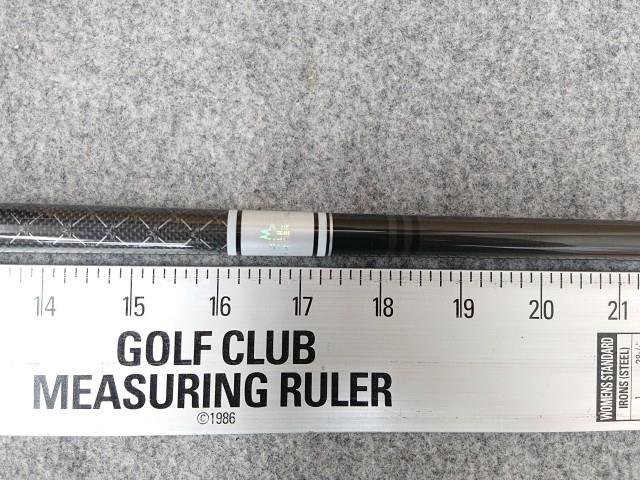 14 15 16 17 18 19 20 21
GOLF CLUB
MEASURING RULER
©1986
WOMENS STANDARD
IRONS (STEEL)